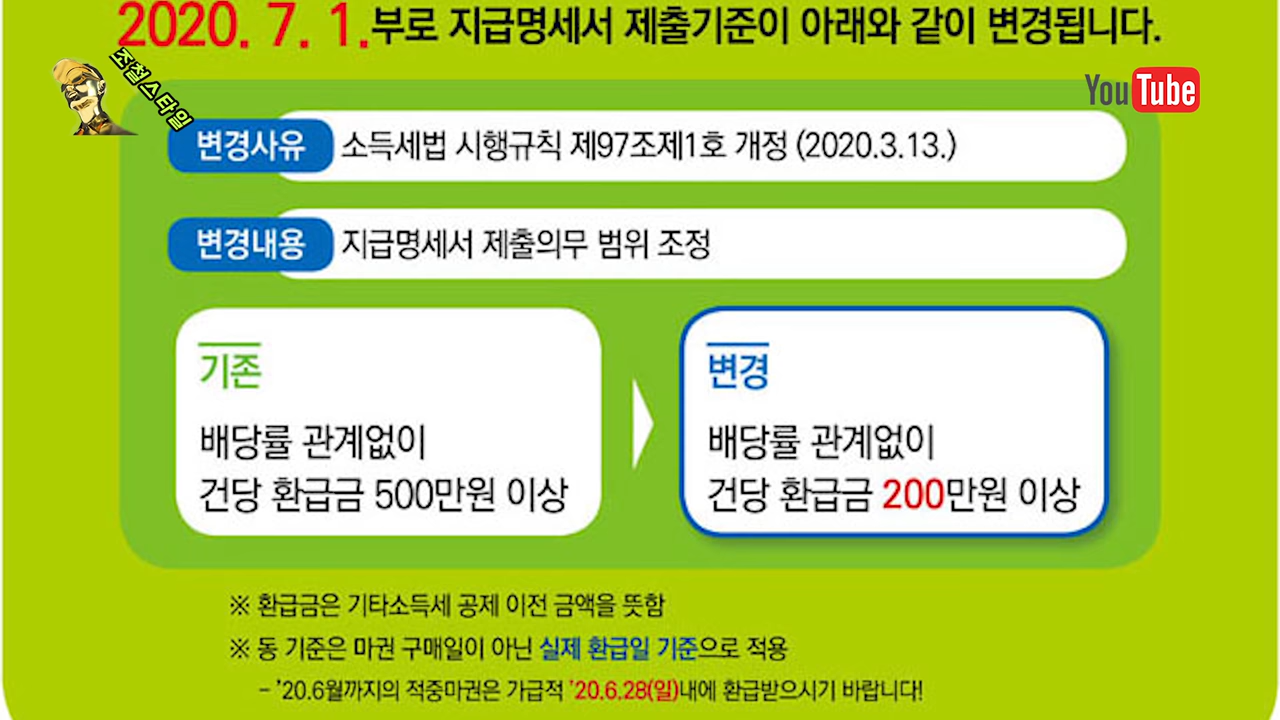 2020. 7. 1.부로 지급명세서 제출기준이 아래와 같이 변경됩니다.
조철스타일
YouTube
변경사유 소득세법 시행규칙 제97조제1호 개정 (2020.3.13.)
변경내용 지급명세서 제출의무 범위 조정
기존
배당률 관계없이
건당 환급금 500만원 이상
변경
배당률 관계없이
건당 환급금 200만원 이상
※ 환급금은 기타소득세 공제 이전 금액을 뜻함
※ 동 기준은 마권 구매일이 아닌 실제 환급일 기준으로 적용
– '20.6월까지의 적중마권은 가급적 '20.6.28(일)내에 환급받으시기 바랍니다!